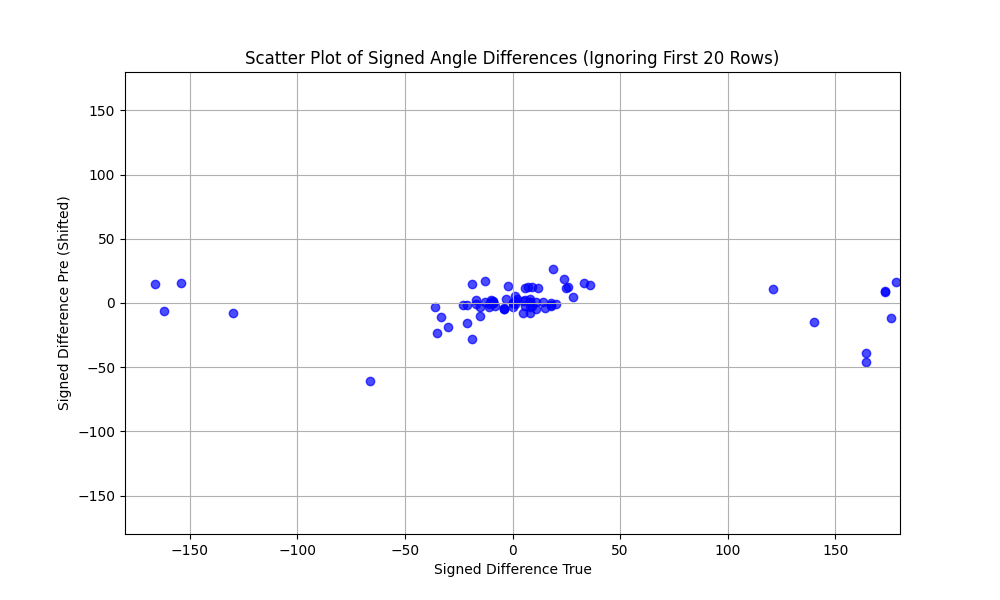 Scatter Plot of Signed Angle Differences (Ignoring First 20 Rows)
Signed Difference Pre (Shifted)
150
100
50
0
−50
−100
−150
−150 −100 −50 0 50 100 150
Signed Difference True